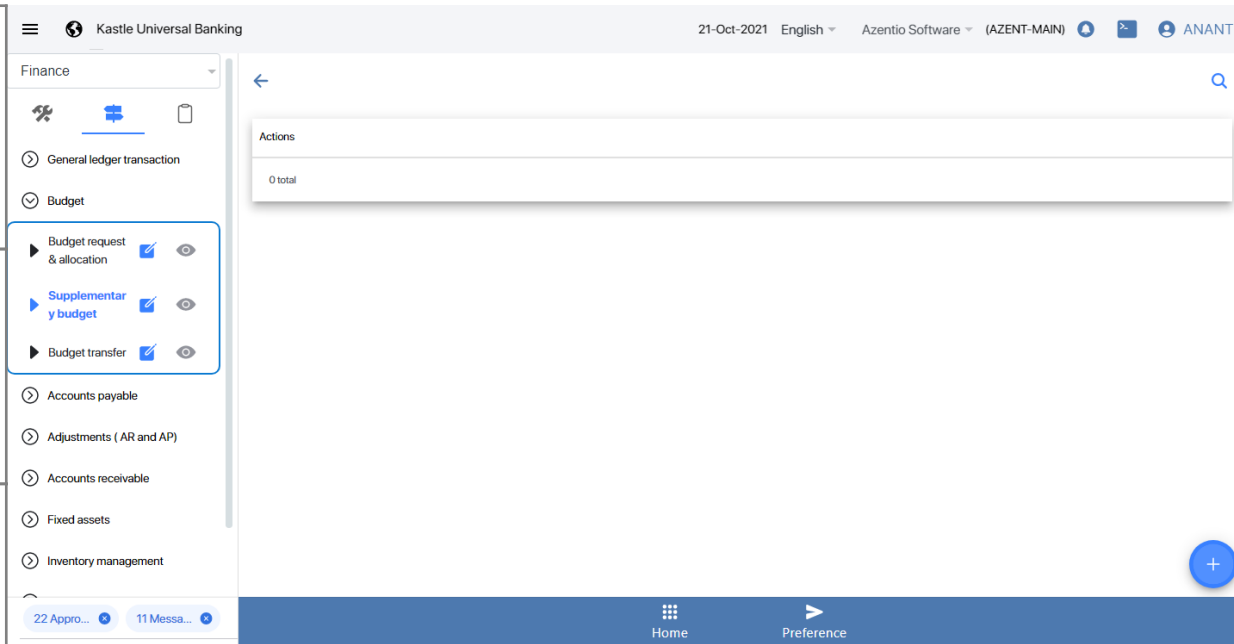 Kastle Universal Banking
21-Oct-2021 English Azentio Software (AZENT-MAIN) ANANT
Finance
Actions
0 total
General ledger transaction
Budget
Budget request
& allocation
Supplementar
y budget
Budget transfer
Accounts payable
Adjustments ( AR and AP)
Accounts receivable
Fixed assets
Inventory management
22 Appro...
11 Messa...
Home
Preference